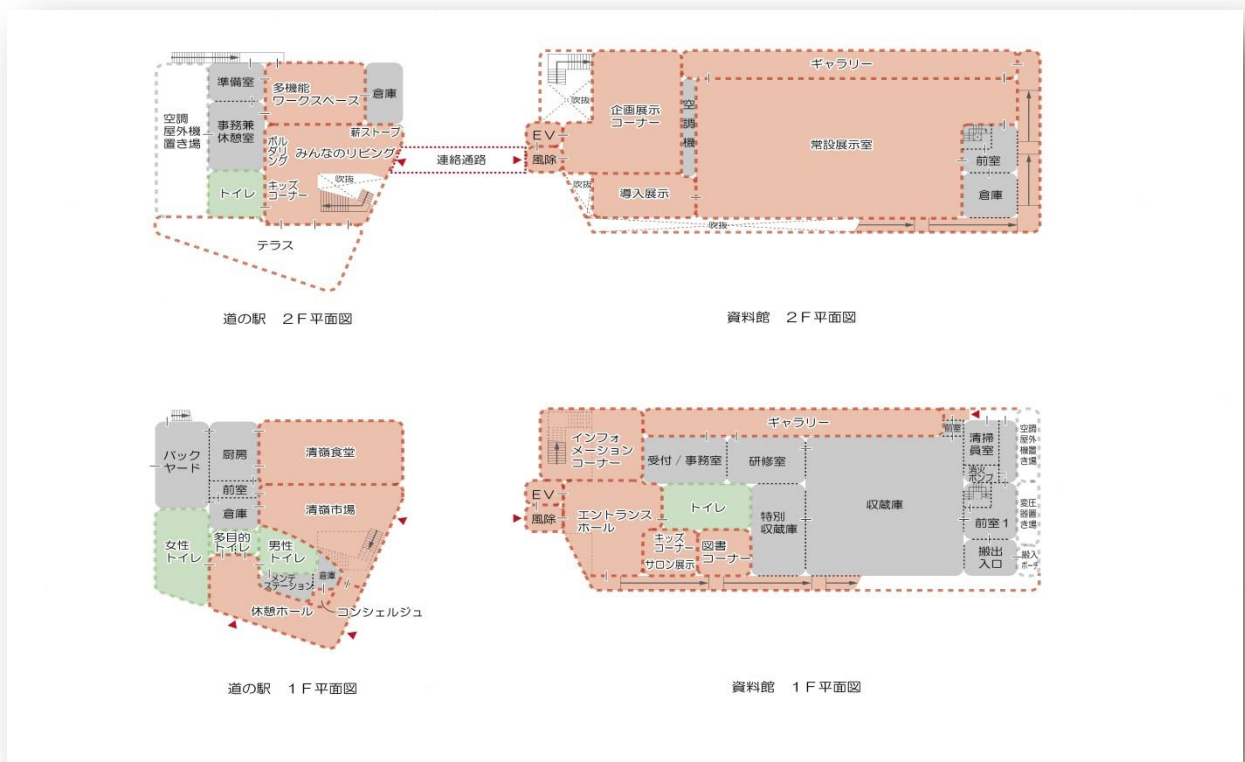 準備室
多機能
ワークスペース
倉庫
空調
屋外機
置き場
事務兼
休憩室
ボルダリング
薪ストーブ
みんなのリビング
トイレ
キッズ
コーナー
吹抜
テラス
連絡通路
道の駅 2F平面図
吹抜
企画展示
コーナー
空調機
ギャラリー
常設展示室
EV
風除
吹抜
導入展示
前室
倉庫
吹抜
資料館 2F平面図
バック
ヤード
厨房
清嶺食堂
前室
倉庫
清嶺市場
女性
トイレ
多目的
トイレ
男性
トイレ
メンテ
ステーション
倉庫
休憩ホール
コンシェルジュ
道の駅 1F平面図
インフォ
メーション
コーナー
ギャラリー
前室
清掃
員室
空調
屋外
機置
き場
受付/事務室
研修室
収蔵庫
消火
ポンプ
EV
風除
エントランス
ホール
トイレ
特別
収蔵庫
前室1
変圧
器置
き場
キッズ
コーナー
サロン展示
図書
コーナー
搬出
入口
搬入
ポーチ
資料館 1F平面図